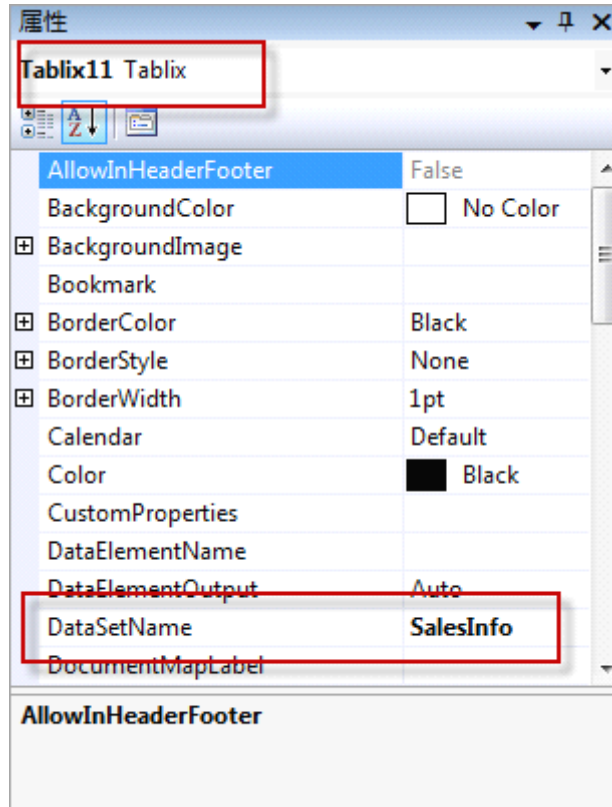 属性
Tablix11 Tablix
AllowInHeaderFooter False
BackgroundColor No Color
BackgroundImage
Bookmark
BorderColor Black
BorderStyle None
BorderWidth 1pt
Calendar Default
Color Black
CustomProperties
DataElementName
DataElementOutput Auto
DataSetName SalesInfo
DocumentMapLabel
AllowInHeaderFooter